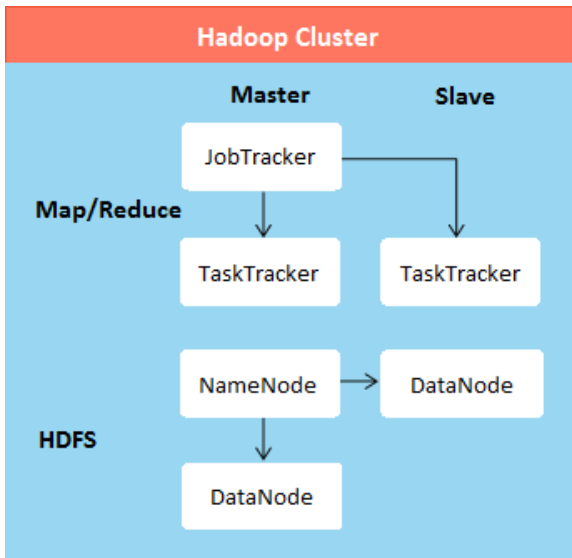 Hadoop Cluster
Master
Slave
JobTracker
Map/Reduce
TaskTracker
TaskTracker
NameNode
DataNode
HDFS
DataNode